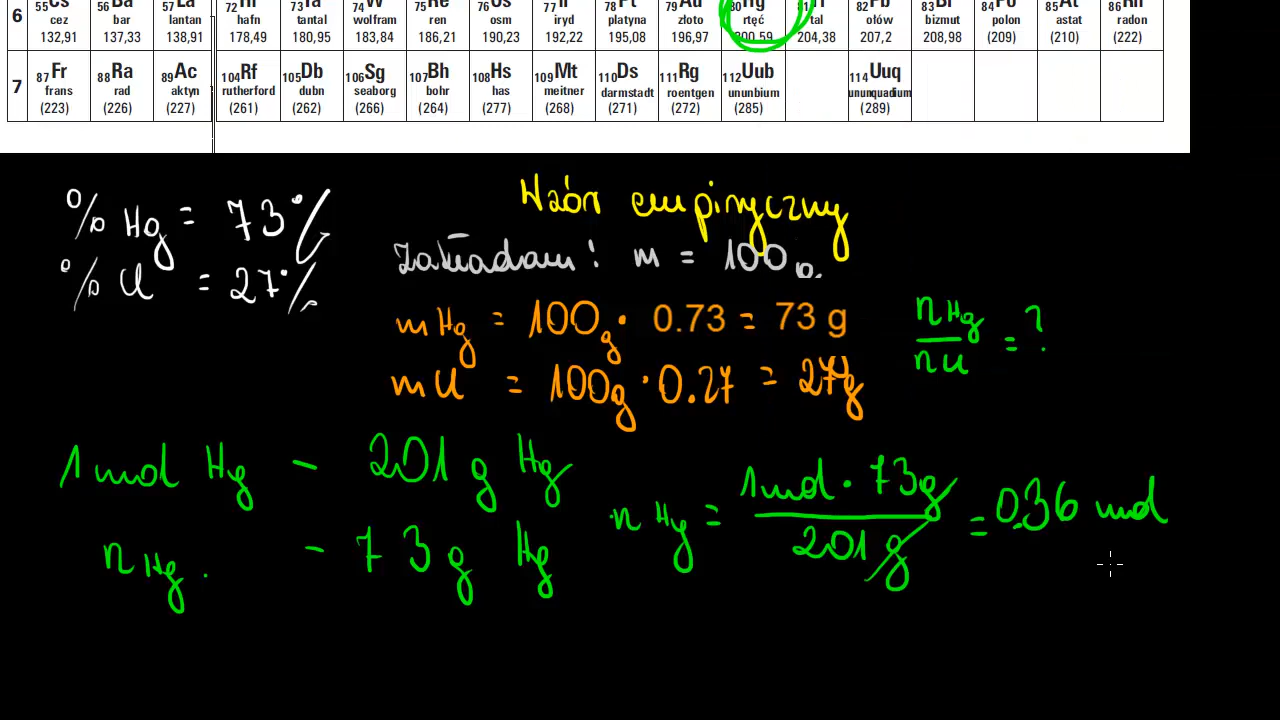 6
55Cs 56Ba La 72Hf 73Ta 74W 75Re 76Os 77Ir 78Pt 79Au 80Hg 81Tl 82Pb 83Bi 84Po 85At 86Rn
cez bar lantan hafn tantal wolfram ren osm iryd platyna złoto rtęć tal ołów bizmut polon astat radon
132,91 137,33 138,91 178,49 180,95 183,84 186,21 190,23 192,22 195,08 196,97 200,59 204,38 207,2 208,98 (209) (210) (222)
7 87Fr 88Ra 89Ac 104Rf 105Db 106Sg 107Bh 108Hs 109Mt 110Ds 111Rg 112Uub 114Uuq
frans rad aktyn rutherford dubn seaborg bohr has meitner darmstadt roentgen ununbium ununquadium
(223) (226) (227) (261) (262) (266) (264) (277) (268) (271) (272) (285) (289)
Wzór empiryczny
% Hg = 73%
Zakładam! m = 100g
% Cl = 27%
mHg = 100g · 0.73 = 73 g
nHg/nCl = ?
mCl = 100g · 0.27 = 27g
1 mol Hg - 201 g Hg
nHg - 73 g Hg
nHg = 1mol · 73g / 201g = 0.36 mol